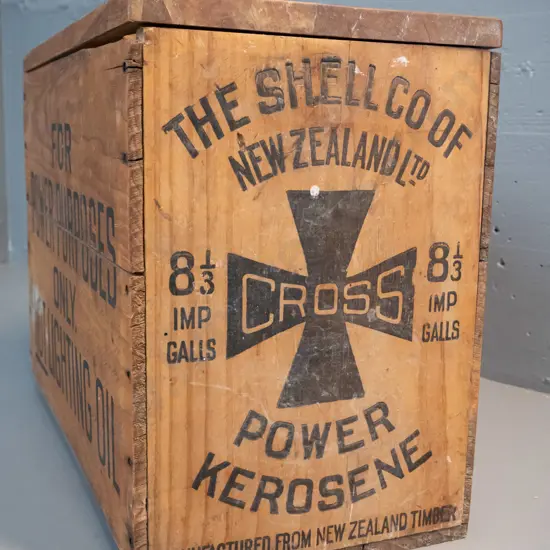 THE SHELL CO OF
NEW ZEALAND LTD
8 1/3
IMP
GALLS
CROSS
8 1/3
IMP
GALLS
POWER
KEROSENE
MANUFACTURED FROM NEW ZEALAND TIMBER
FOR
POWER PURPOSES
ONLY
LIGHTING OIL